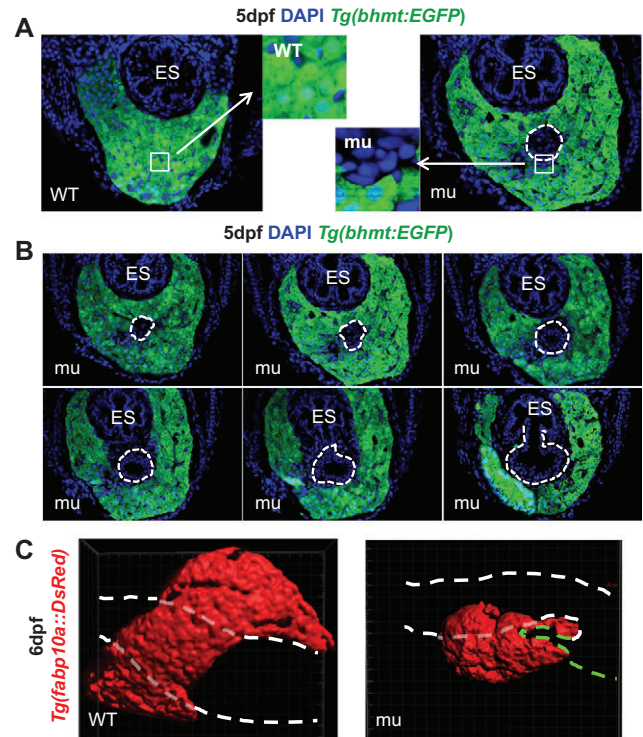 A
5dpf DAPI Tg(bhmt:EGFP)
ES
WT
WT
mu
ES
mu
B
5dpf DAPI Tg(bhmt:EGFP)
ES
mu
ES
mu
ES
mu
ES
mu
ES
mu
ES
mu
C
6dpf
Tg(fabp10a::DsRed)
WT
mu